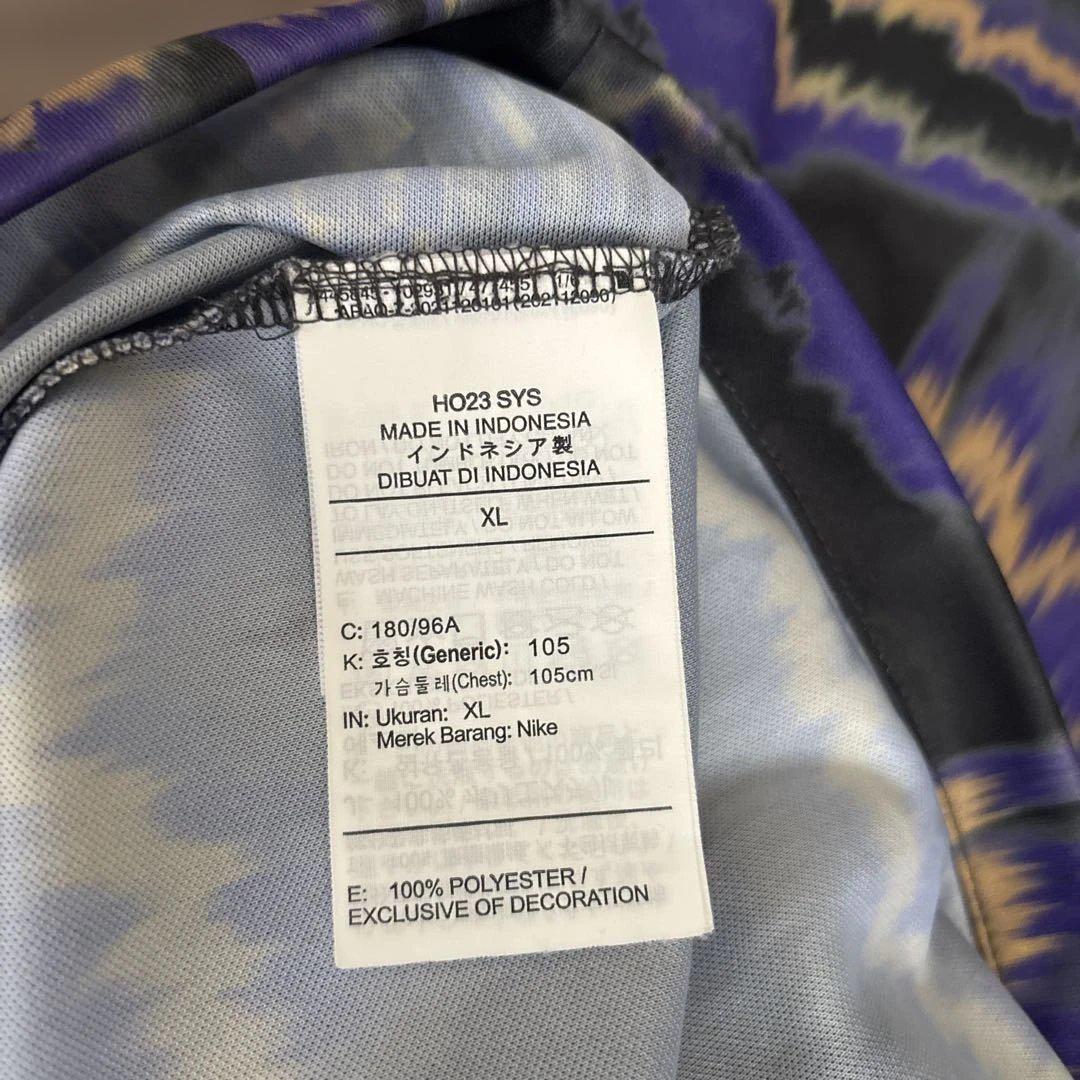 HO23 SYS
MADE IN INDONESIA
インドネシア製
DIBUAT DI INDONESIA
XL
C: 180/96A
K: 호칭(Generic): 105
가슴둘레(Chest): 105cm
IN: Ukuran: XL
Merek Barang: Nike
E: 100% POLYESTER /
EXCLUSIVE OF DECORATION